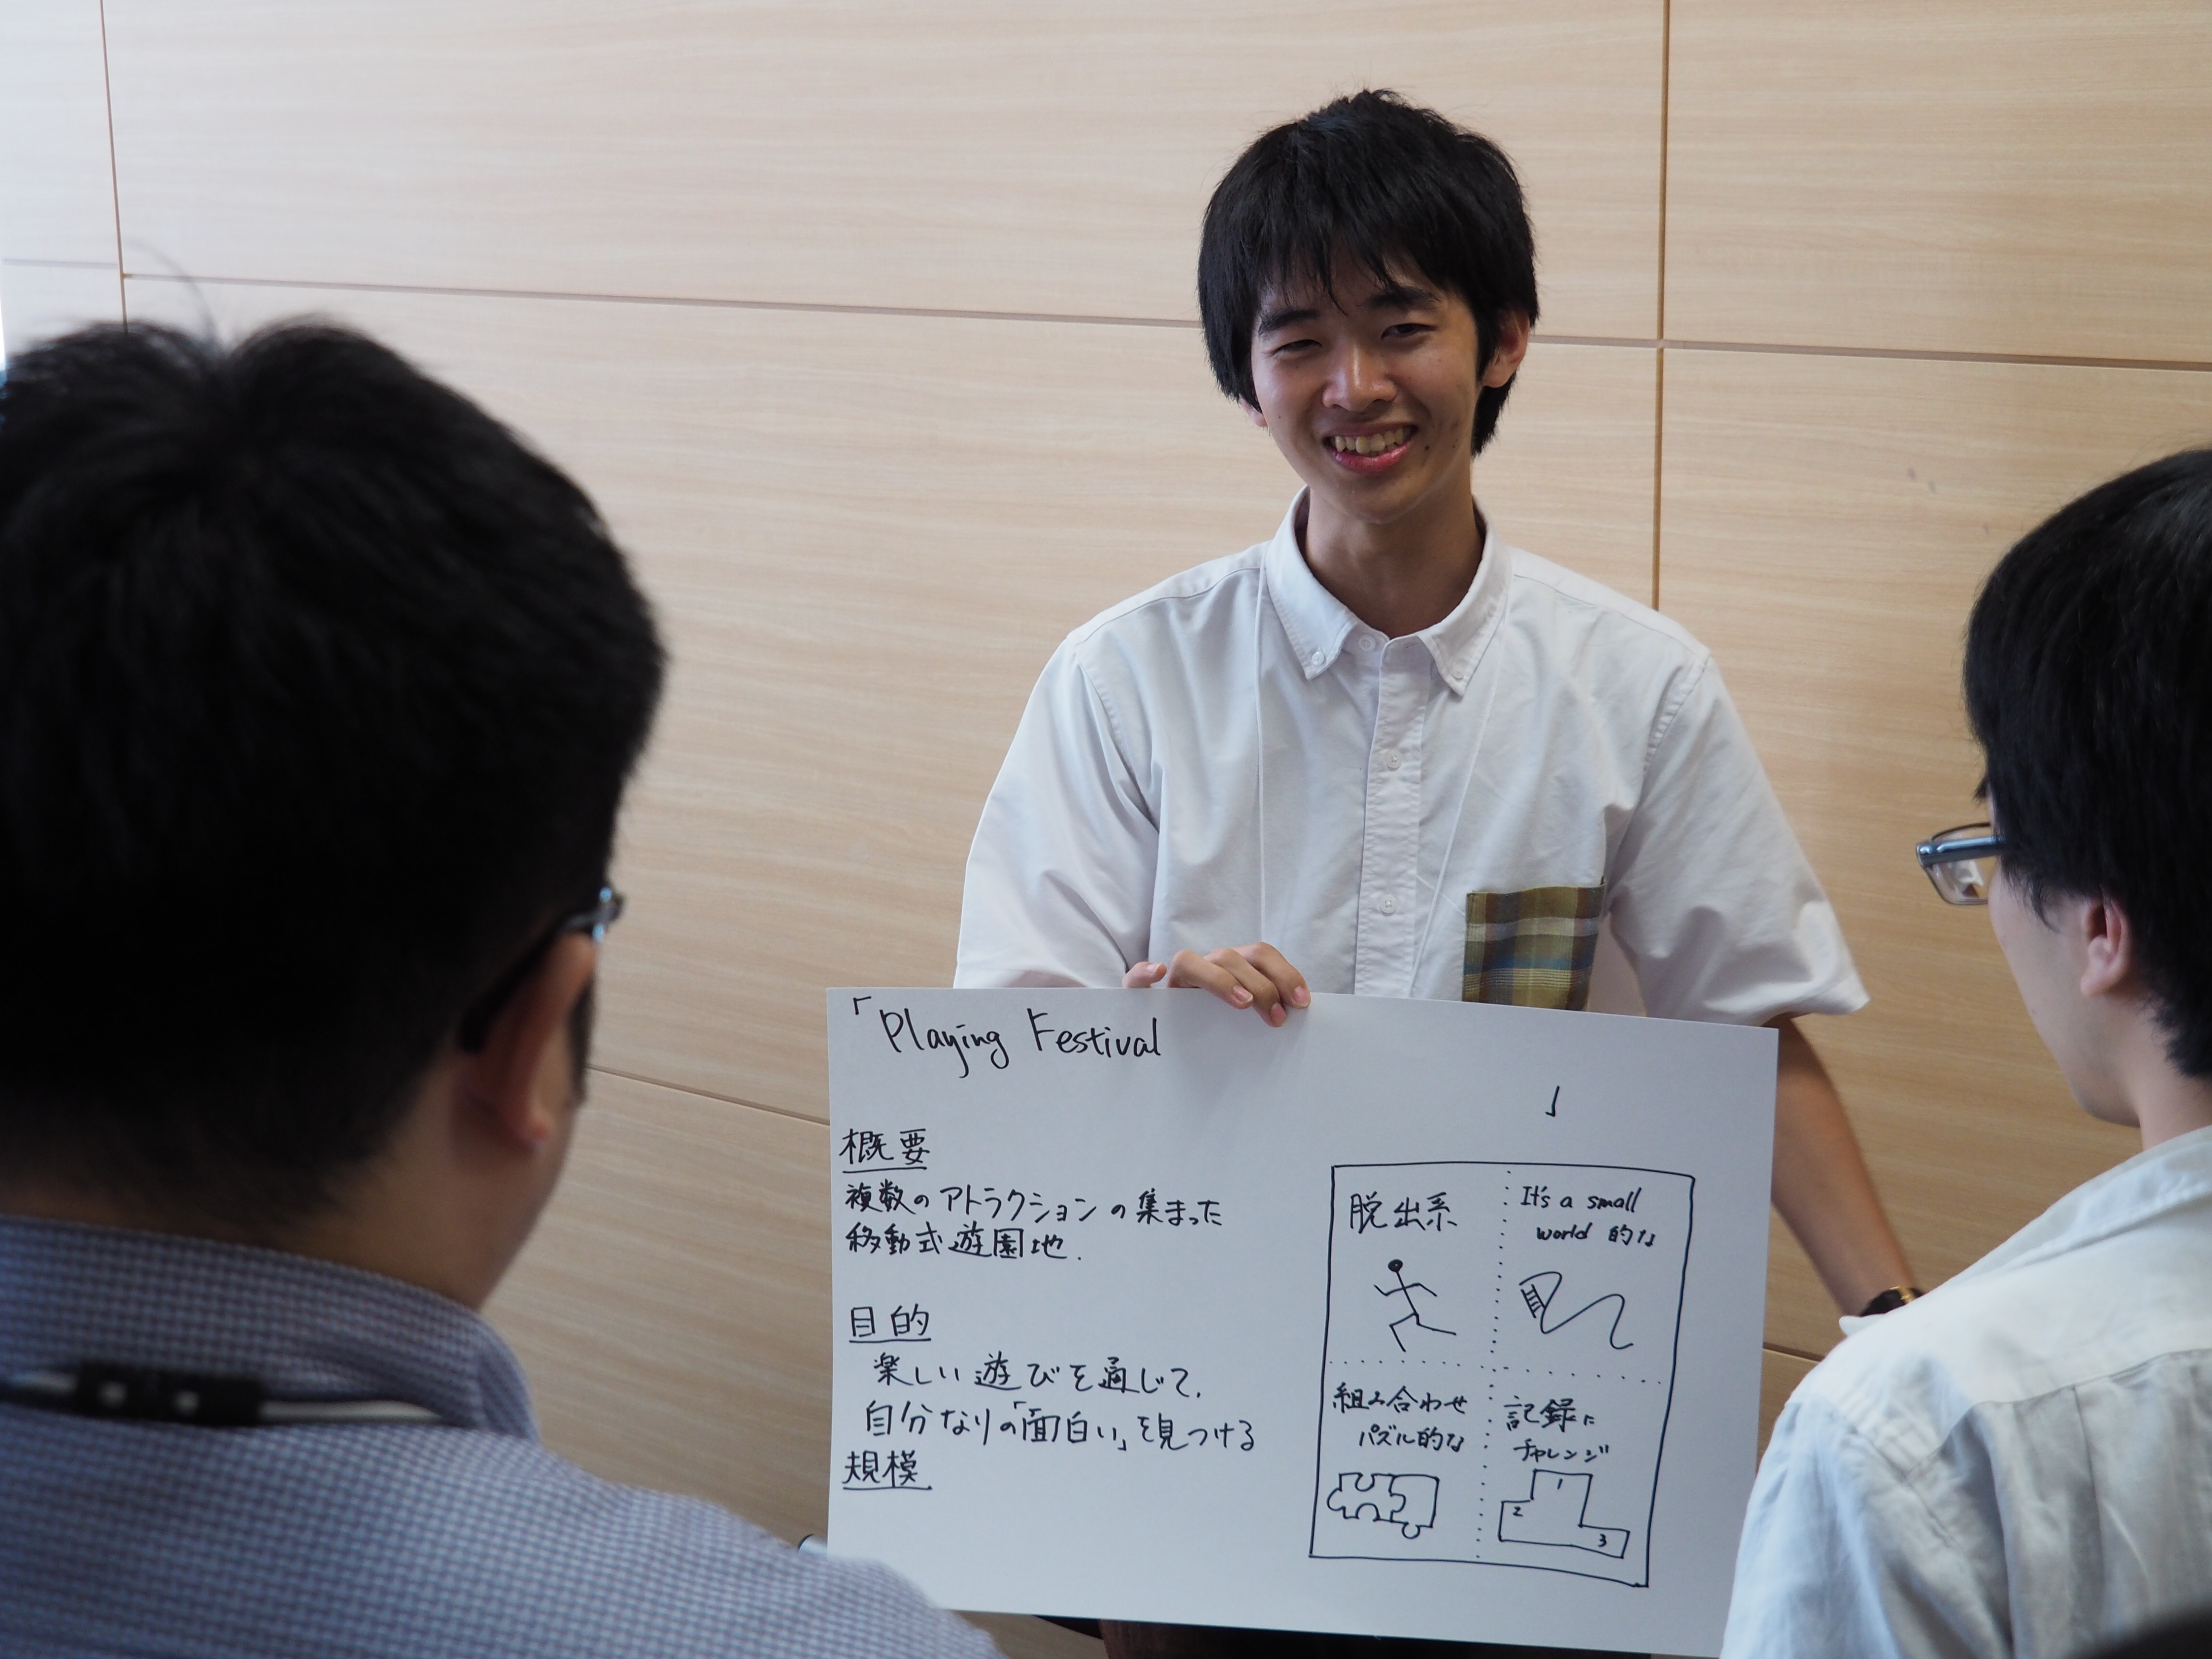 「Playing Festival
」
概要
複数のアトラクションの集まった
移動式遊園地.
目的
楽しい遊びを通じて、
自分なりの「面白い」を見つける
規模
脱出系
It's a small
world 的な
組み合わせ
パズル的な
記録に
チャレンジ
1
2
3